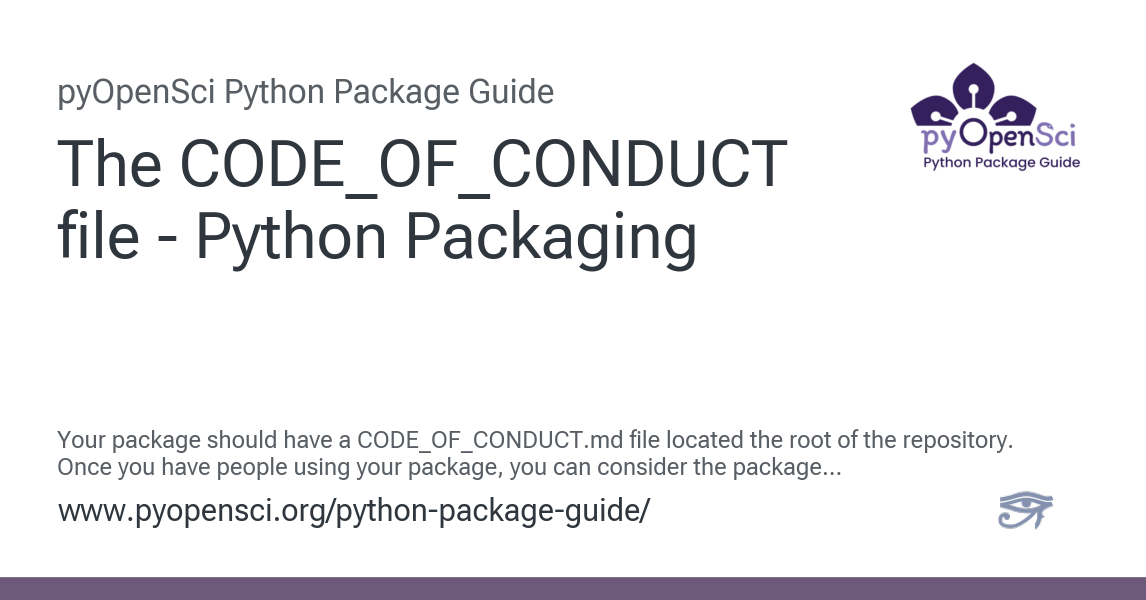 pyOpenSci Python Package Guide
The CODE_OF_CONDUCT
file - Python Packaging
pyOpenSci
Python Package Guide
Your package should have a CODE_OF_CONDUCT.md file located the root of the repository.
Once you have people using your package, you can consider the package...
www.pyopensci.org/python-package-guide/